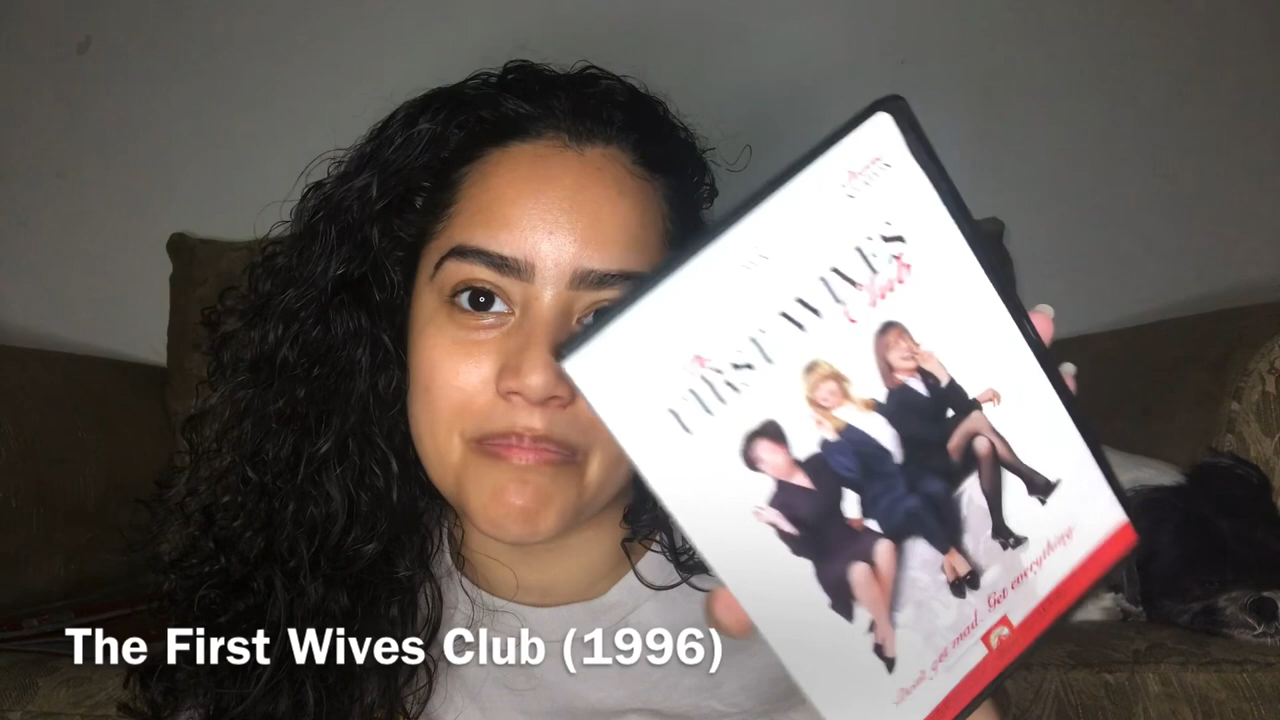 THE
FIRST WIVES
Club
Don't get mad. Get everything.
The First Wives Club (1996)